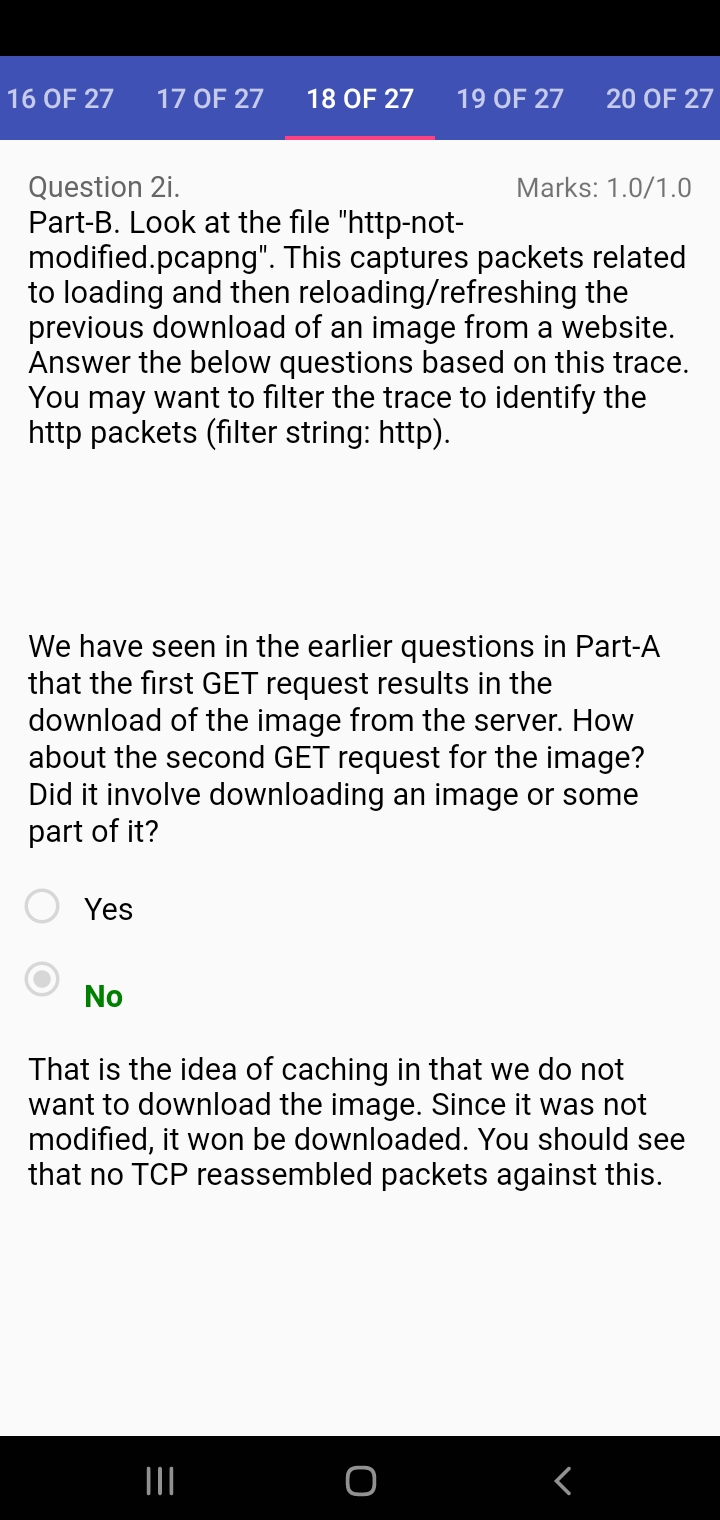 16 OF 27 17 OF 27 18 OF 27 19 OF 27 20 OF 27
Question 2i. Marks: 1.0/1.0
Part-B. Look at the file "http-not-
modified.pcapng". This captures packets related
to loading and then reloading/refreshing the
previous download of an image from a website.
Answer the below questions based on this trace.
You may want to filter the trace to identify the
http packets (filter string: http).
We have seen in the earlier questions in Part-A
that the first GET request results in the
download of the image from the server. How
about the second GET request for the image?
Did it involve downloading an image or some
part of it?
Yes
No
That is the idea of caching in that we do not
want to download the image. Since it was not
modified, it won be downloaded. You should see
that no TCP reassembled packets against this.